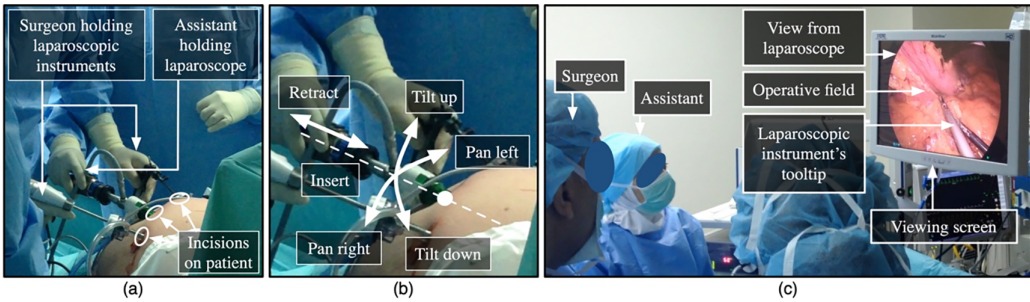 Surgeon holding
laparoscopic
instruments
Assistant
holding
laparoscope
Incisions
on patient
(a)
Retract
Tilt up
Pan left
Insert
Pan right
Tilt down
(b)
Surgeon
Assistant
View from
laparoscope
Operative field
Laparoscopic
instrument's
tooltip
Viewing screen
(c)